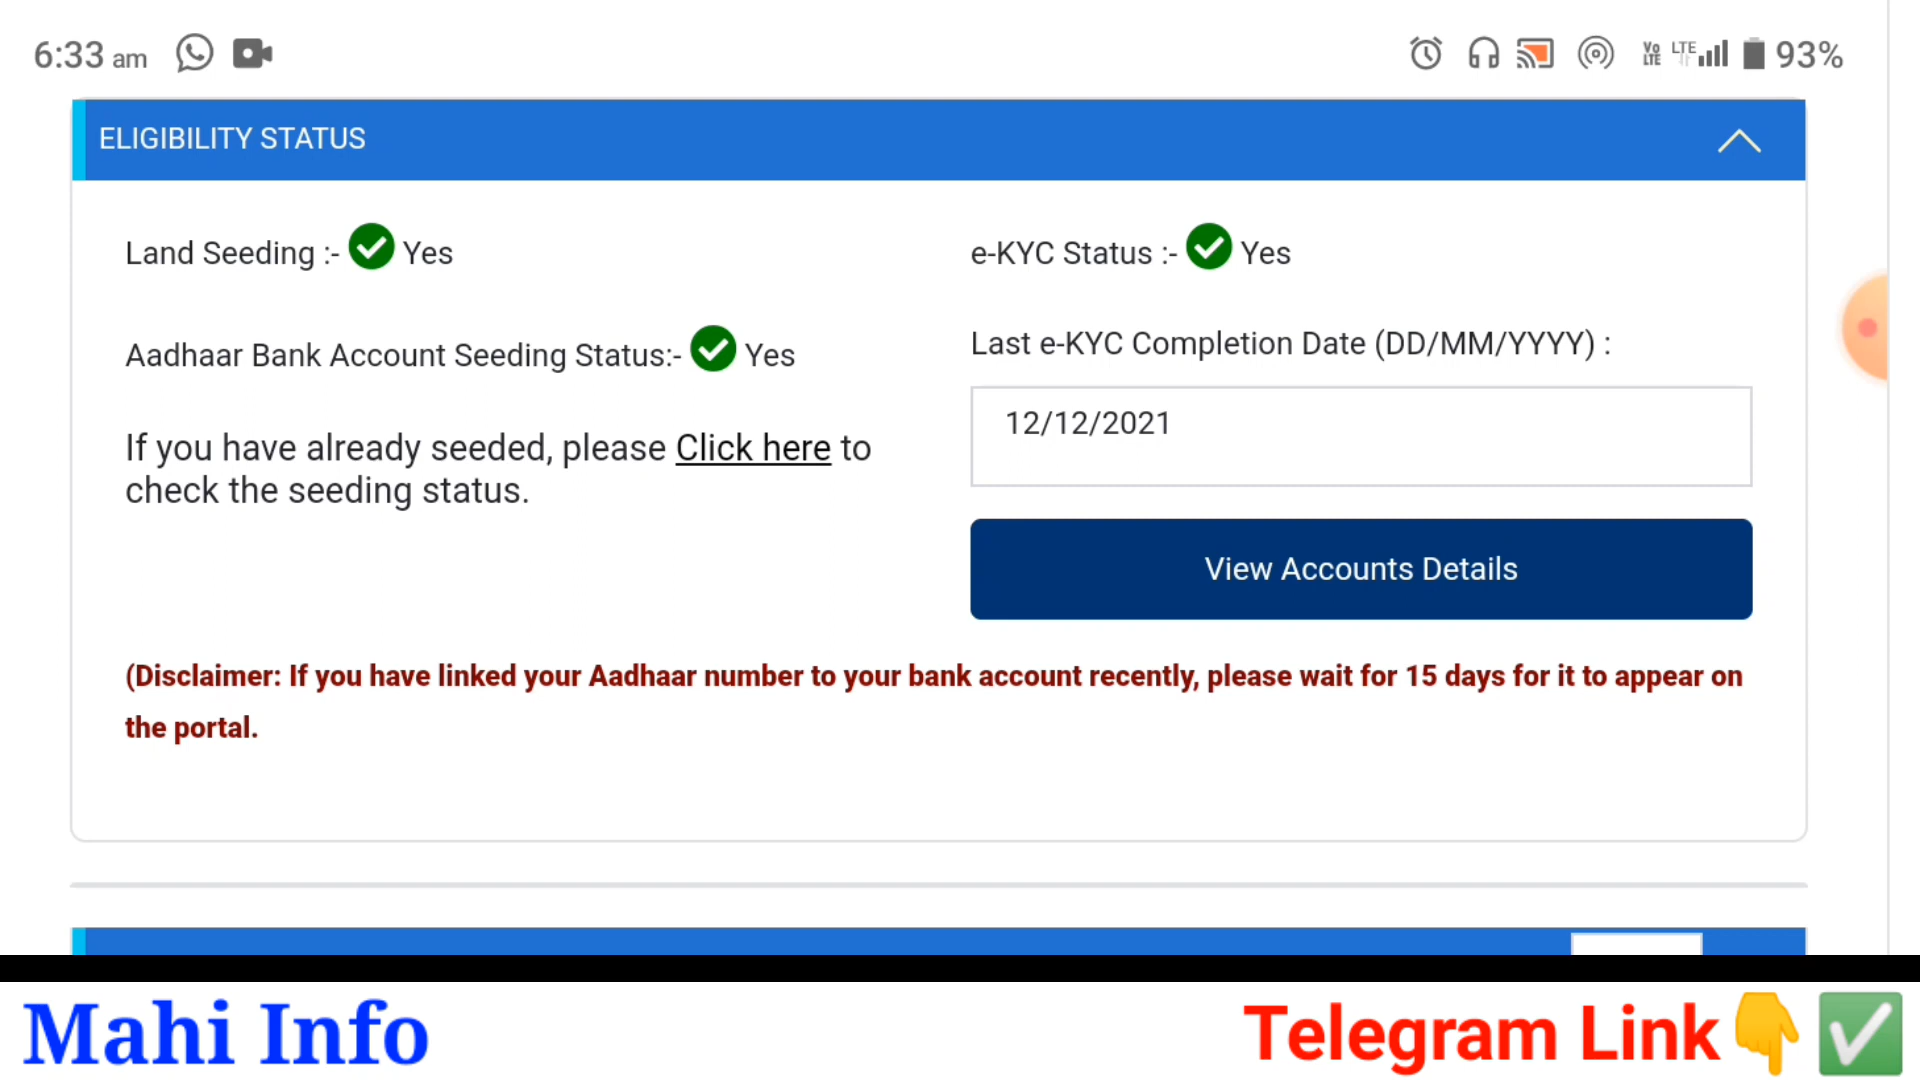 6:33 am
Vo LTE LTE 93%
ELIGIBILITY STATUS
Land Seeding :- Yes
e-KYC Status :- Yes
Aadhaar Bank Account Seeding Status:- Yes
Last e-KYC Completion Date (DD/MM/YYYY) :
12/12/2021
If you have already seeded, please Click here to
check the seeding status.
View Accounts Details
(Disclaimer: If you have linked your Aadhaar number to your bank account recently, please wait for 15 days for it to appear on
the portal.
Mahi Info
Telegram Link